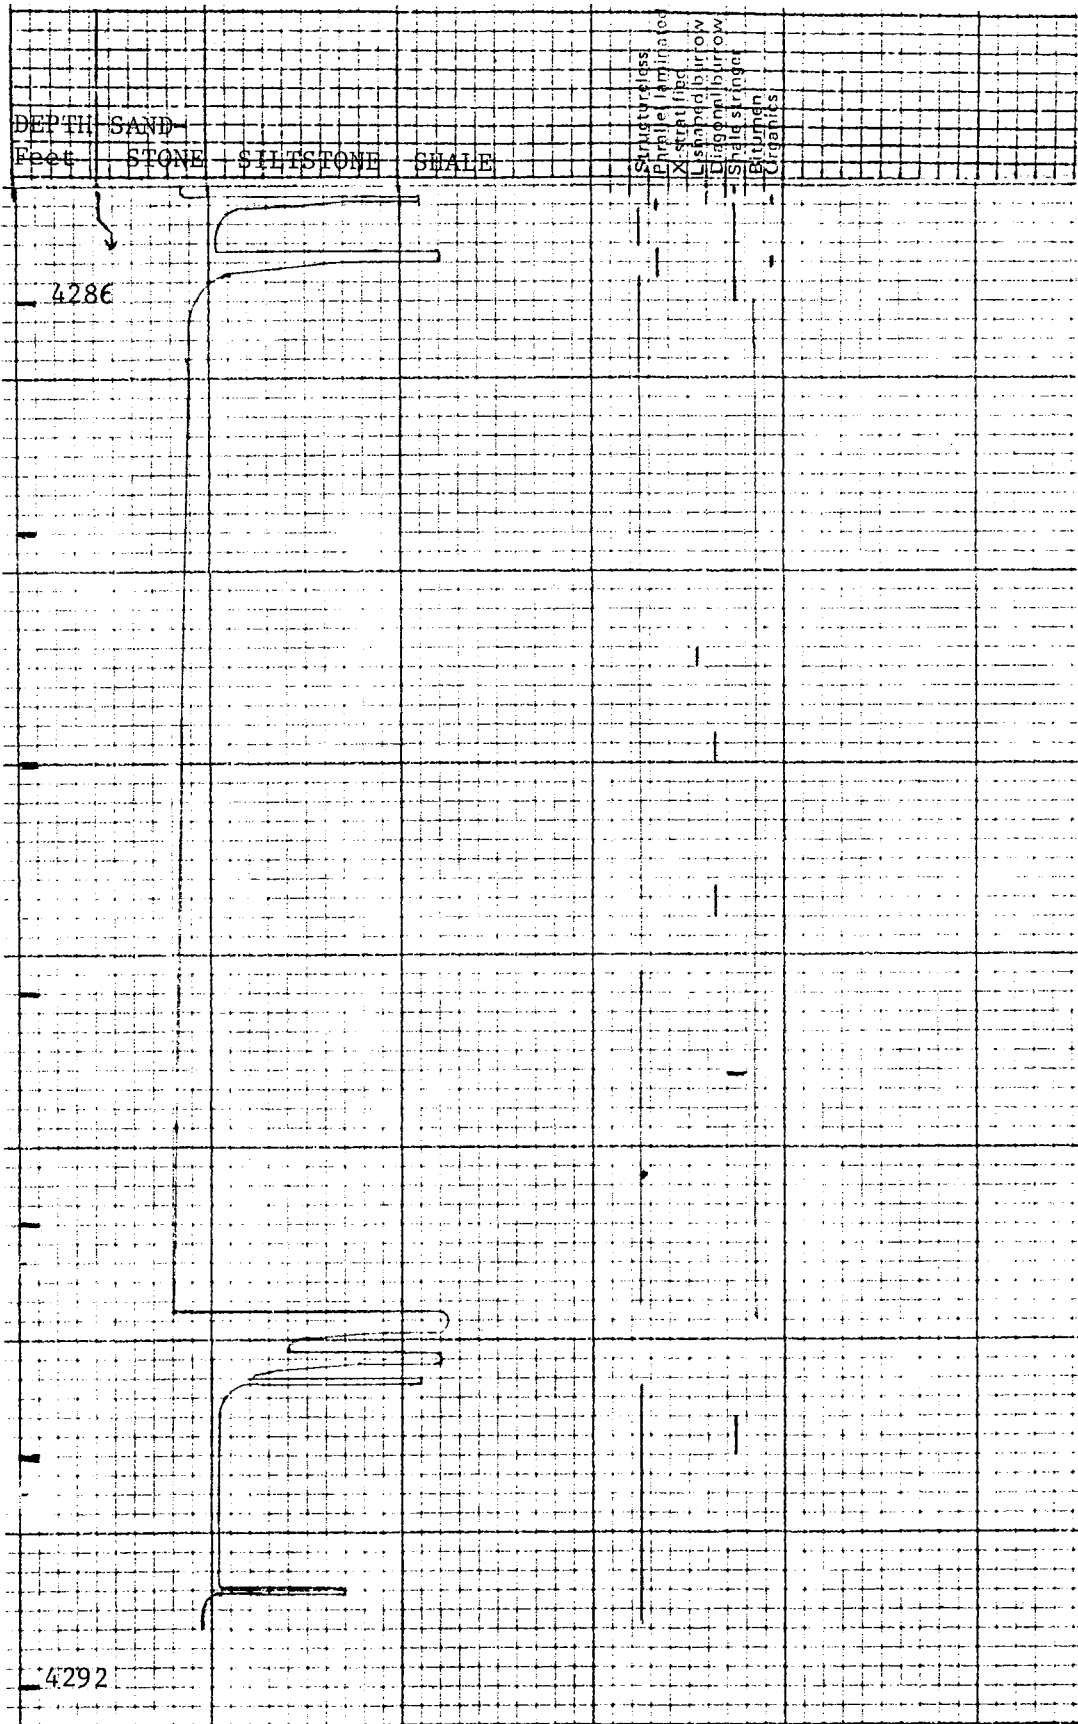 DEPTH SAND-
Feet STONE SILTSTONE SHALE
Structureless
Parallel laminated
X-stratified
L-shaped burrow
Diagonal burrow
Shale stringer
Bitumen
Organics
4286
4292